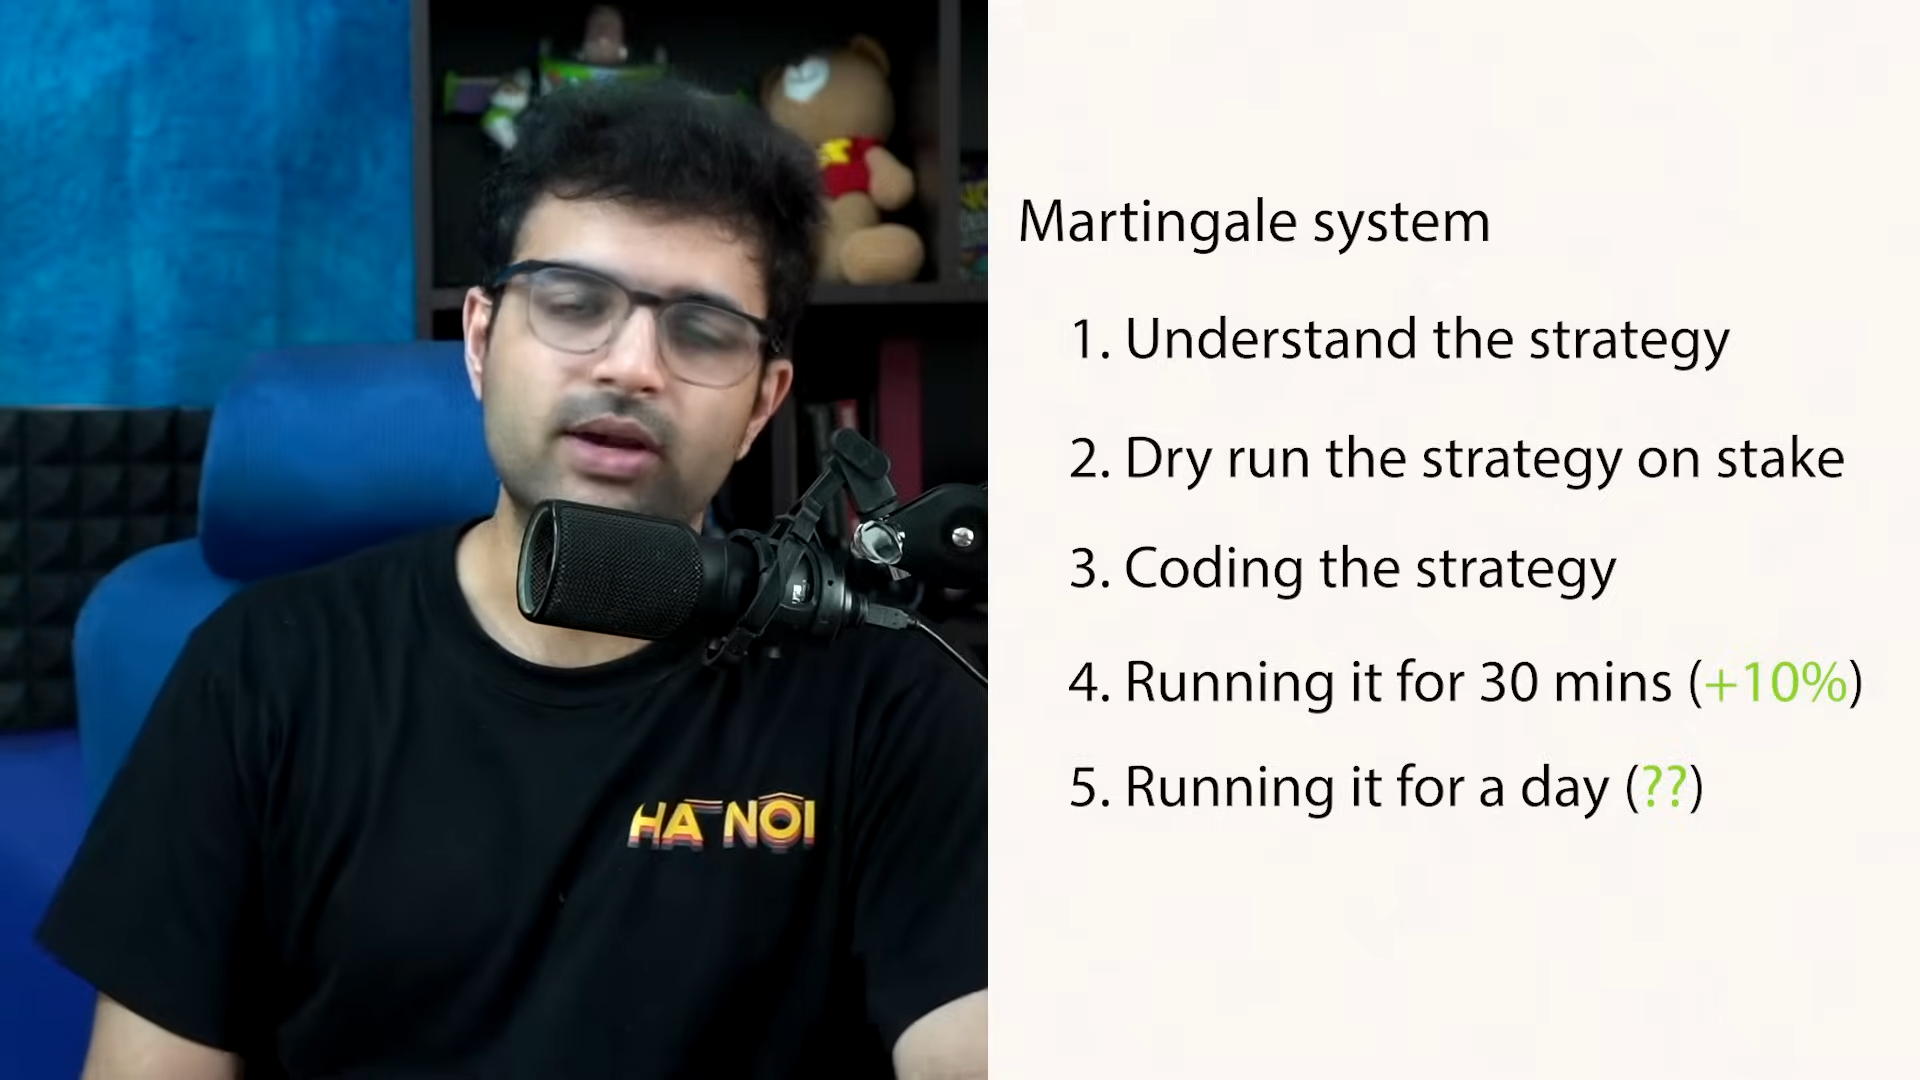 Martingale system
1. Understand the strategy
2. Dry run the strategy on stake
3. Coding the strategy
4. Running it for 30 mins (+10%)
5. Running it for a day (??)
HA NOI